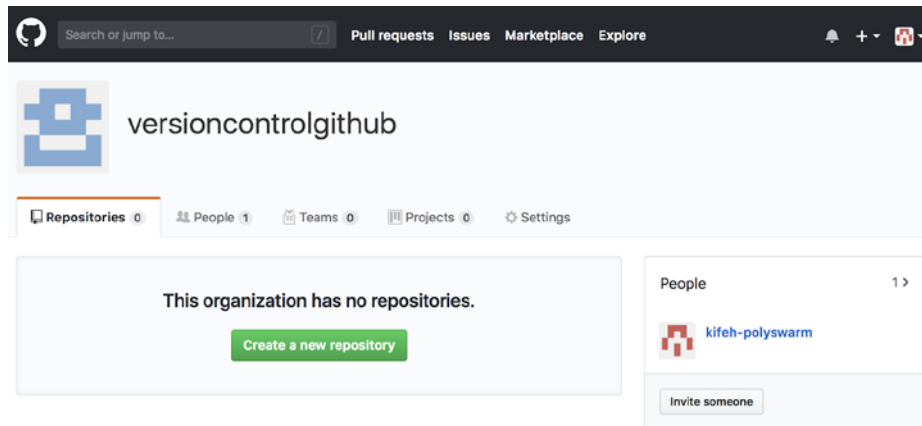 Search or jump to... / Pull requests Issues Marketplace Explore
versioncontrolgithub
Repositories 0 People 1 Teams 0 Projects 0 Settings
This organization has no repositories.
Create a new repository
People 1
kifeh-polyswarm
Invite someone